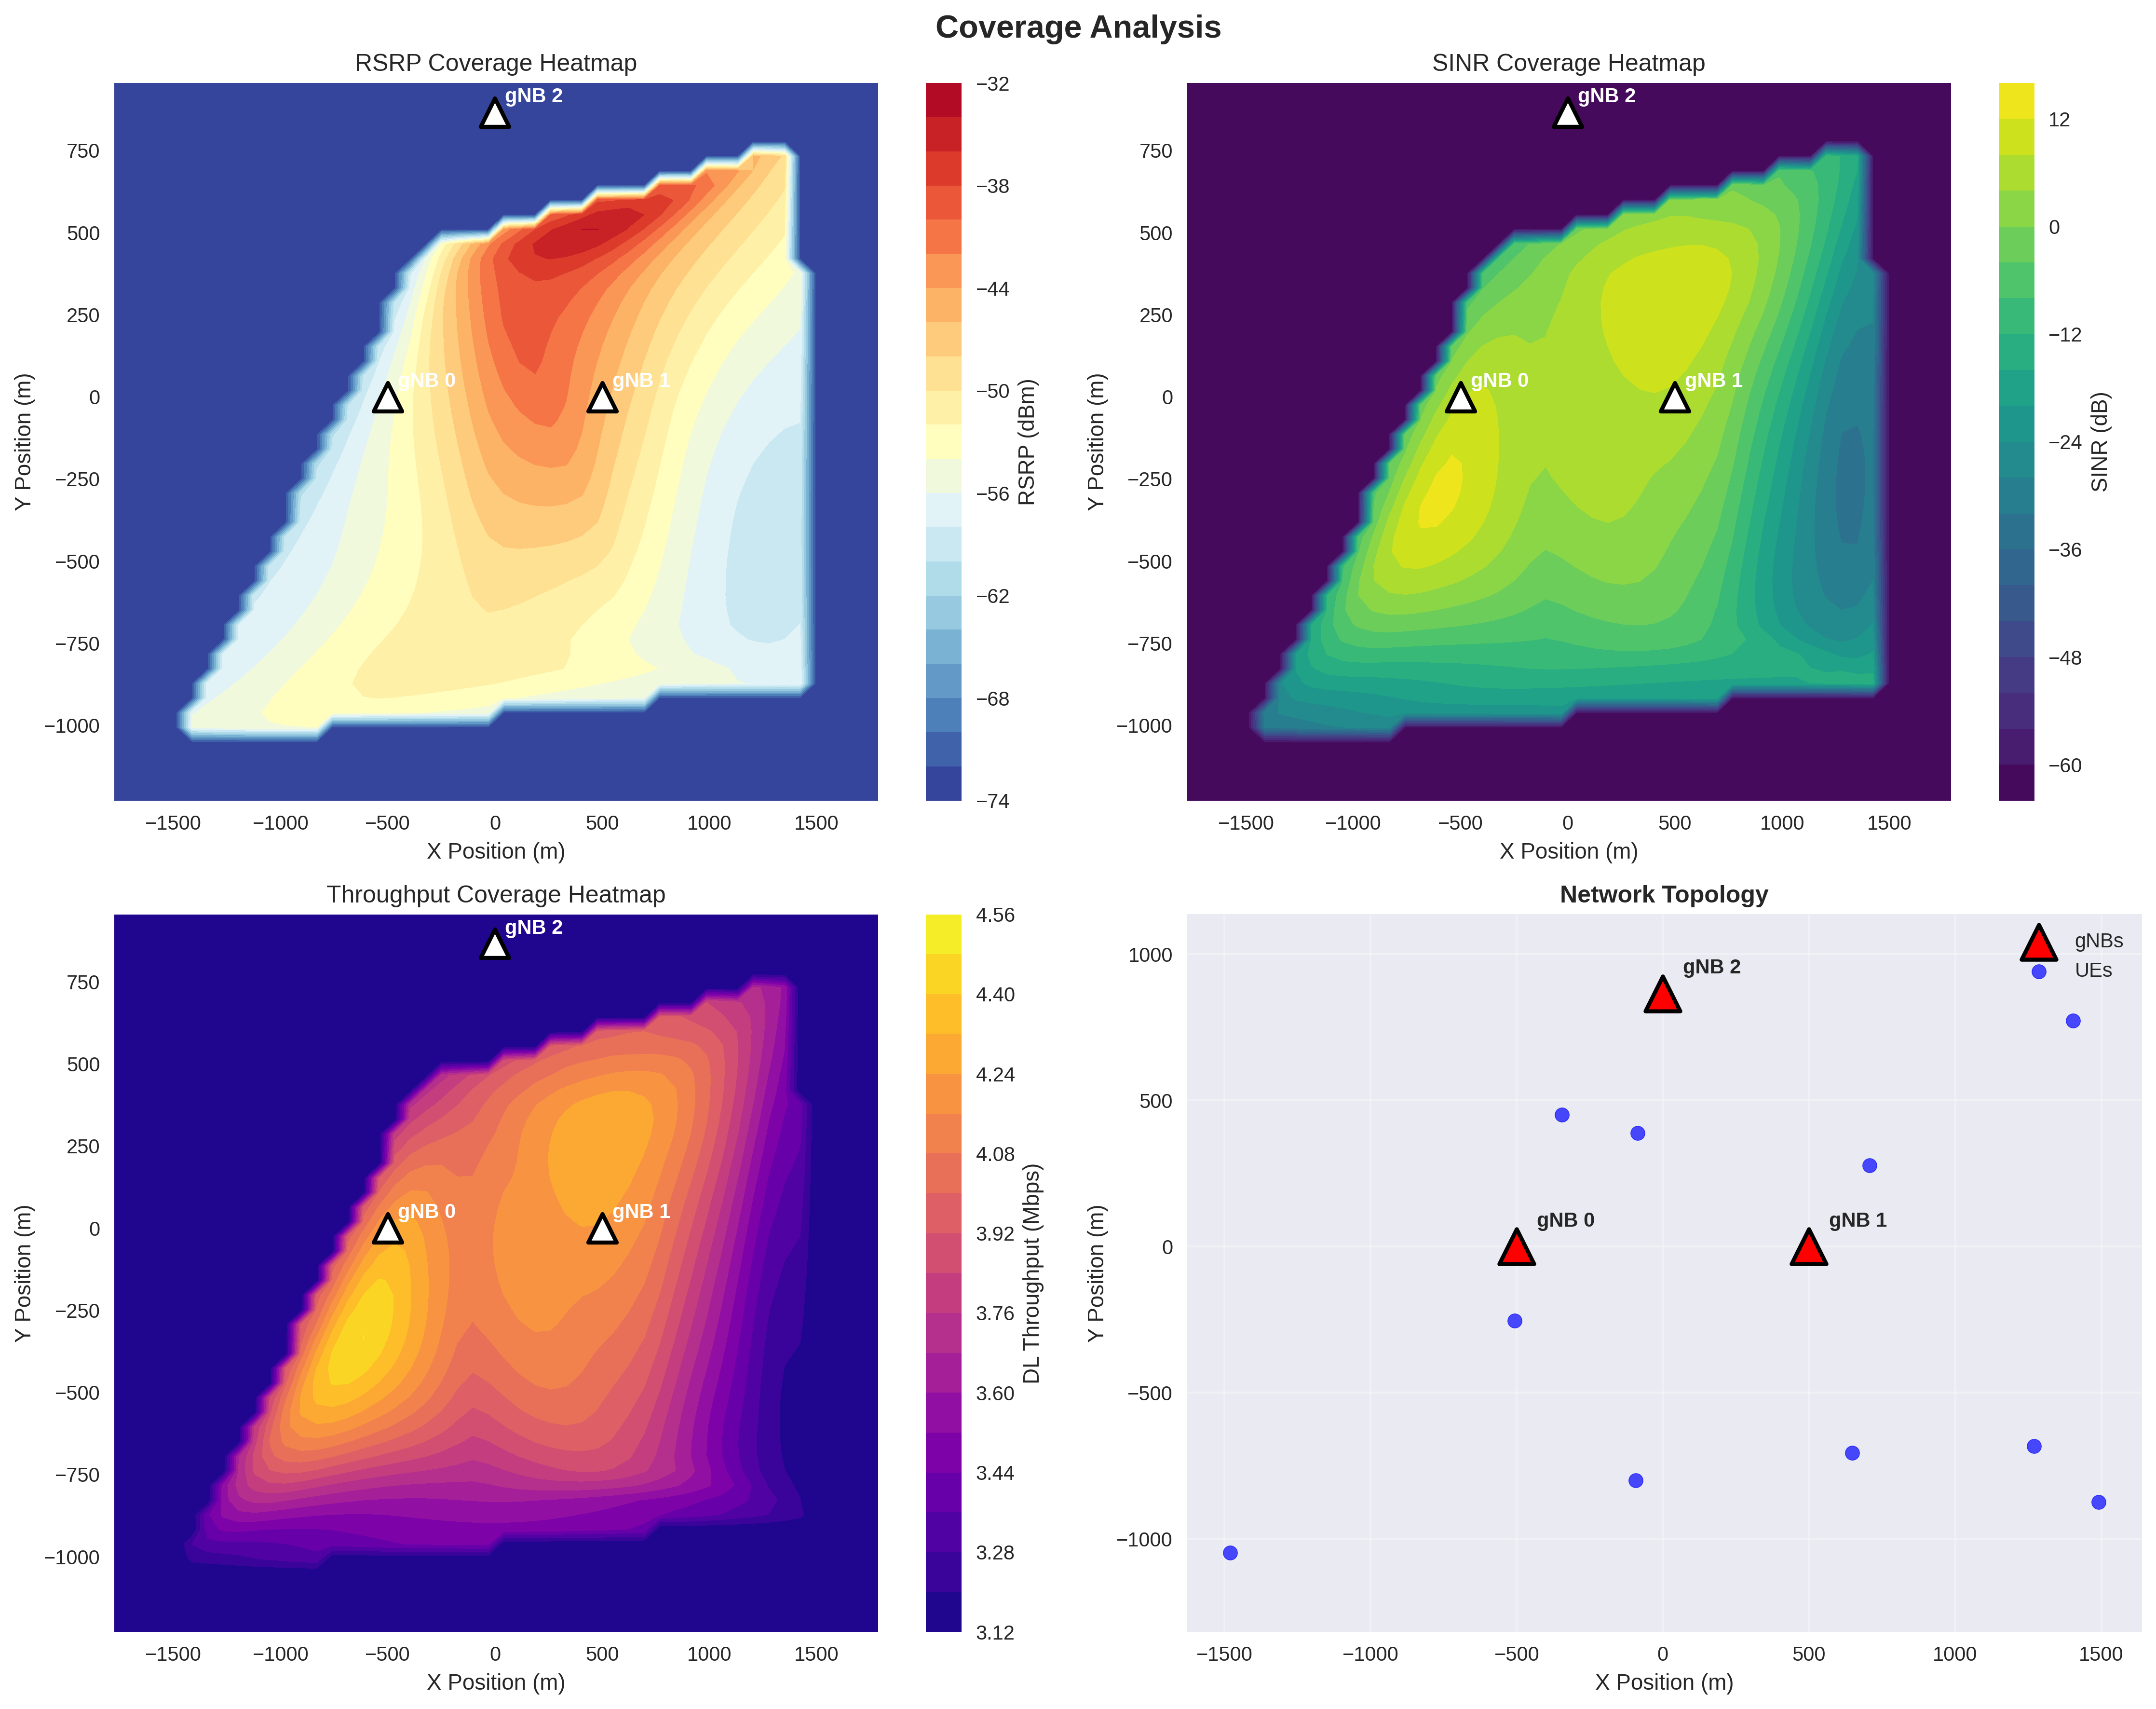 Coverage Analysis
RSRP Coverage Heatmap
gNB 2
gNB 0
gNB 1
750
500
250
0
−250
−500
−750
−1000
Y Position (m)
−1500
−1000
−500
0
500
1000
1500
X Position (m)
−32
−38
−44
−50
−56
−62
−68
−74
RSRP (dBm)
SINR Coverage Heatmap
gNB 2
gNB 0
gNB 1
750
500
250
0
−250
−500
−750
−1000
Y Position (m)
−1500
−1000
−500
0
500
1000
1500
X Position (m)
12
0
−12
−24
−36
−48
−60
SINR (dB)
Throughput Coverage Heatmap
gNB 2
gNB 0
gNB 1
750
500
250
0
−250
−500
−750
−1000
Y Position (m)
−1500
−1000
−500
0
500
1000
1500
X Position (m)
4.56
4.40
4.24
4.08
3.92
3.76
3.60
3.44
3.28
3.12
DL Throughput (Mbps)
Network Topology
gNBs
UEs
gNB 2
gNB 0
gNB 1
1000
500
0
−500
−1000
Y Position (m)
−1500
−1000
−500
0
500
1000
1500
X Position (m)